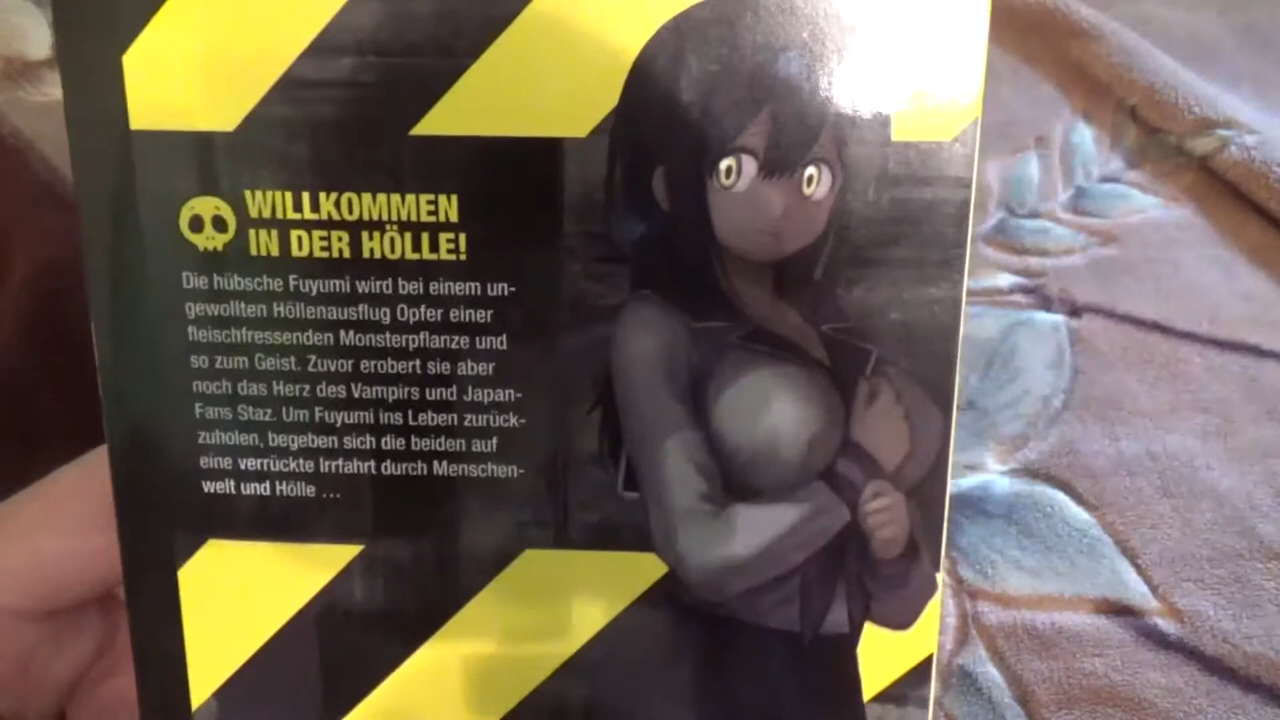 WILLKOMMEN
IN DER HÖLLE!
Die hübsche Fuyumi wird bei einem un-
gewollten Höllenausflug Opfer einer
fleischfressenden Monsterpflanze und
so zum Geist. Zuvor erobert sie aber
noch das Herz des Vampirs und Japan-
Fans Staz. Um Fuyumi ins Leben zurück-
zuholen, begeben sich die beiden auf
eine verrückte Irrfahrt durch Menschen-
welt und Hölle ...